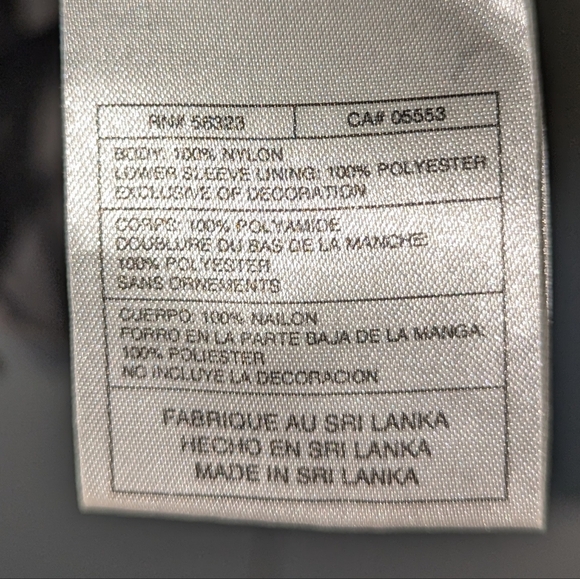 RN# 56323 CA# 05553
BODY: 100% NYLON
LOWER SLEEVE LINING: 100% POLYESTER
EXCLUSIVE OF DECORATION
CORPS: 100% POLYAMIDE
DOUBLURE DU BAS DE LA MANCHE:
100% POLYESTER
SANS ORNEMENTS
CUERPO: 100% NAILON
FORRO EN LA PARTE BAJA DE LA MANGA:
100% POLIESTER
NO INCLUYE LA DECORACION
FABRIQUE AU SRI LANKA
HECHO EN SRI LANKA
MADE IN SRI LANKA